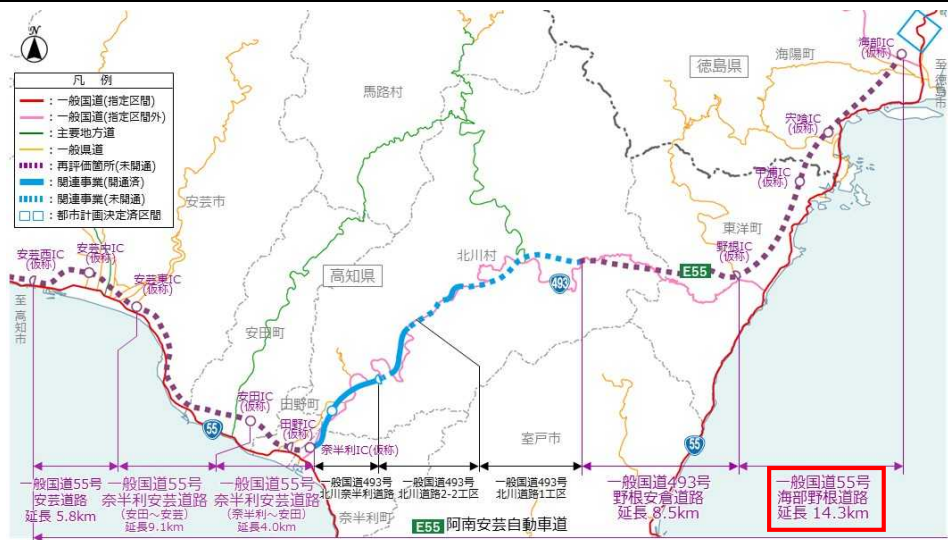 N
凡　例
：一般国道(指定区間)
：一般国道(指定区間外)
：主要地方道
：一般県道
：再評価箇所(未開通)
：関連事業(開通済)
：関連事業(未開通)
：都市計画決定済区間
海部IC
(仮称)
海陽町
徳島県
至 徳島市
馬路村
宍喰IC
(仮称)
甲浦IC
(仮称)
安芸市
東洋町
北川村
野根IC
(仮称)
安芸西IC
(仮称)
安芸中IC
(仮称)
安芸東IC
(仮称)
高知県
E55
493
至 高知市
安田町
安田IC
(仮称)
田野町
田野IC
(仮称)
奈半利IC(仮称)
55
室戸市
55
一般国道55号
安芸道路
延長 5.8km
一般国道55号
奈半利安芸道路
(安田～安芸)
延長9.1km
一般国道55号
奈半利安芸道路
(奈半利～安田)
延長4.0km
一般国道493号
北川奈半利道路
一般国道493号
北川道路2-2工区
一般国道493号
北川道路1工区
一般国道493号
野根安倉道路
延長 8.5km
一般国道55号
海部野根道路
延長 14.3km
奈半利町
E55 阿南安芸自動車道